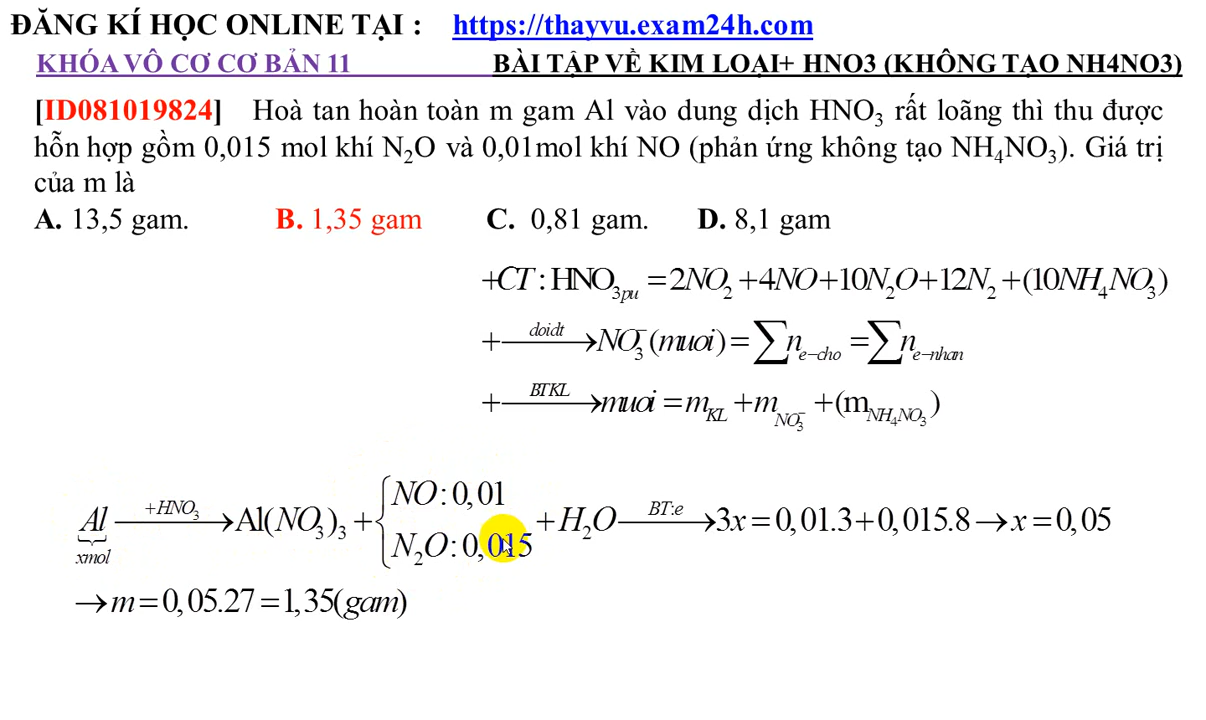 ĐĂNG KÍ HỌC ONLINE TẠI : https://thayvu.exam24h.com
KHÓA VÔ CƠ CƠ BẢN 11 BÀI TẬP VỀ KIM LOẠI+ HNO3 (KHÔNG TẠO NH4NO3)
[ID081019824] Hoà tan hoàn toàn m gam Al vào dung dịch HNO₃ rất loãng thì thu được
hỗn hợp gồm 0,015 mol khí N₂O và 0,01mol khí NO (phản ứng không tạo NH₄NO₃). Giá trị
của m là
A. 13,5 gam. B. 1,35 gam C. 0,81 gam. D. 8,1 gam
+CT:HNO₃pu =2NO₂+4NO+10N₂O+12N₂+(10NH₄NO₃)
+ doidt → NO₃⁻(muoi)=∑n e-cho =∑n e-nhan
+ BTKL → muoi=m KL +m NO₃⁻ +(m NH₄NO₃)
Al xmol +HNO₃ → Al(NO₃)₃ + { NO:0,01 N₂O:0,015 +H₂O BT:e → 3x=0,01.3+0,015.8→x=0,05
→m=0,05.27=1,35(gam)